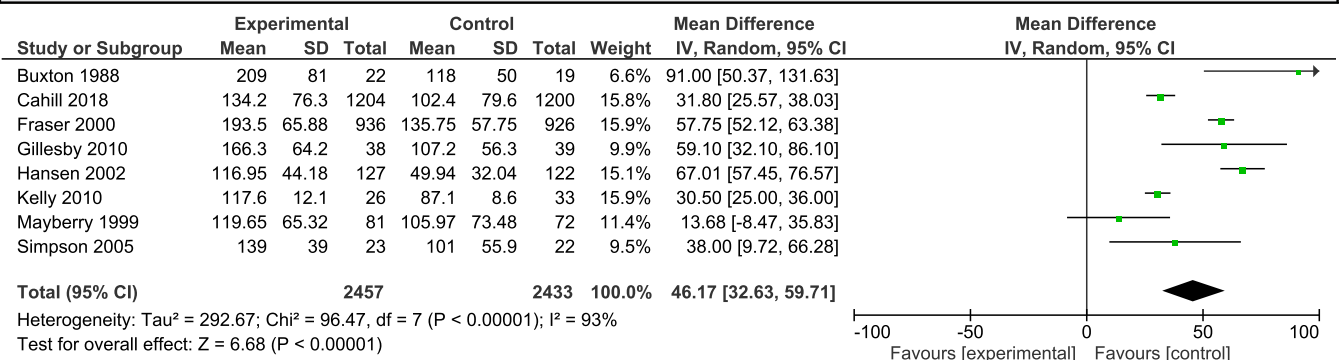 Experimental Control Mean Difference Mean Difference
Study or Subgroup Mean SD Total Mean SD Total Weight IV, Random, 95% CI IV, Random, 95% CI
Buxton 1988 209 81 22 118 50 19 6.6% 91.00 [50.37, 131.63]
Cahill 2018 134.2 76.3 1204 102.4 79.6 1200 15.8% 31.80 [25.57, 38.03]
Fraser 2000 193.5 65.88 936 135.75 57.75 926 15.9% 57.75 [52.12, 63.38]
Gillesby 2010 166.3 64.2 38 107.2 56.3 39 9.9% 59.10 [32.10, 86.10]
Hansen 2002 116.95 44.18 127 49.94 32.04 122 15.1% 67.01 [57.45, 76.57]
Kelly 2010 117.6 12.1 26 87.1 8.6 33 15.9% 30.50 [25.00, 36.00]
Mayberry 1999 119.65 65.32 81 105.97 73.48 72 11.4% 13.68 [-8.47, 35.83]
Simpson 2005 139 39 23 101 55.9 22 9.5% 38.00 [9.72, 66.28]
Total (95% CI) 2457 2433 100.0% 46.17 [32.63, 59.71]
Heterogeneity: Tau² = 292.67; Chi² = 96.47, df = 7 (P < 0.00001); I² = 93%
Test for overall effect: Z = 6.68 (P < 0.00001)
-100 -50 0 50 100
Favours [experimental] Favours [control]